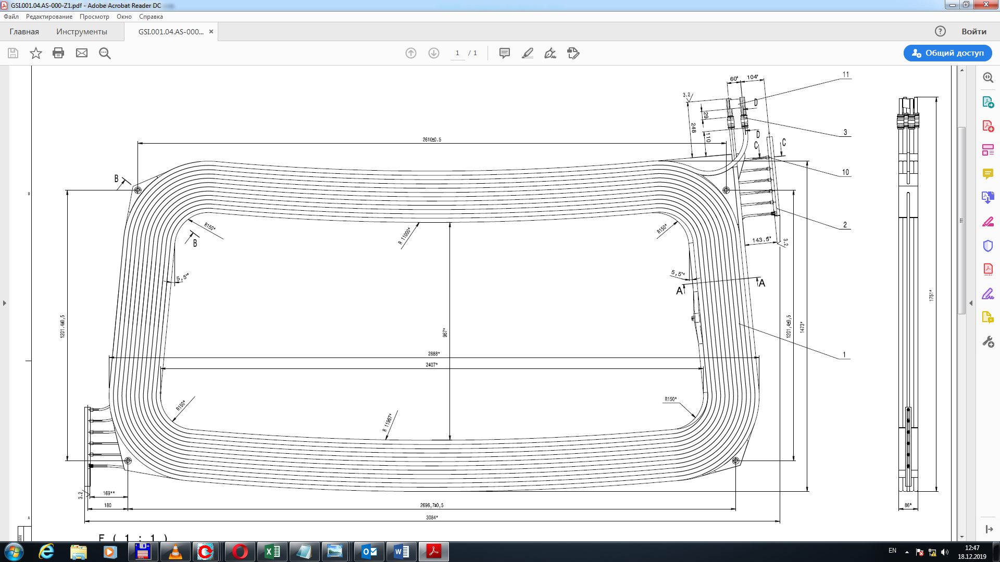 GSI.001.04.AS-000-Z1.pdf - Adobe Acrobat Reader DC
Файл Редактирование Просмотр Окно Справка
Главная Инструменты GSI.001.04.AS-000... × Войти
1 / 1 Общий доступ
60* 104* 11
3.2 D
29
248 110 D 3
C C
2610±0.5
10
B
B
R150* R 11000* R150* 2
143.5* 3.2
5,5°* 5,5°*
A A
1751*
1201.4±0,5 967* 1201,4±0,5 1473*
2888* 1
2407*
R150* R 11967* R150*
3.2 169**
180 2696,7±0,5 86*
3084*
A
F ( 1 : 1 )
EN 12:47
18.12.2019